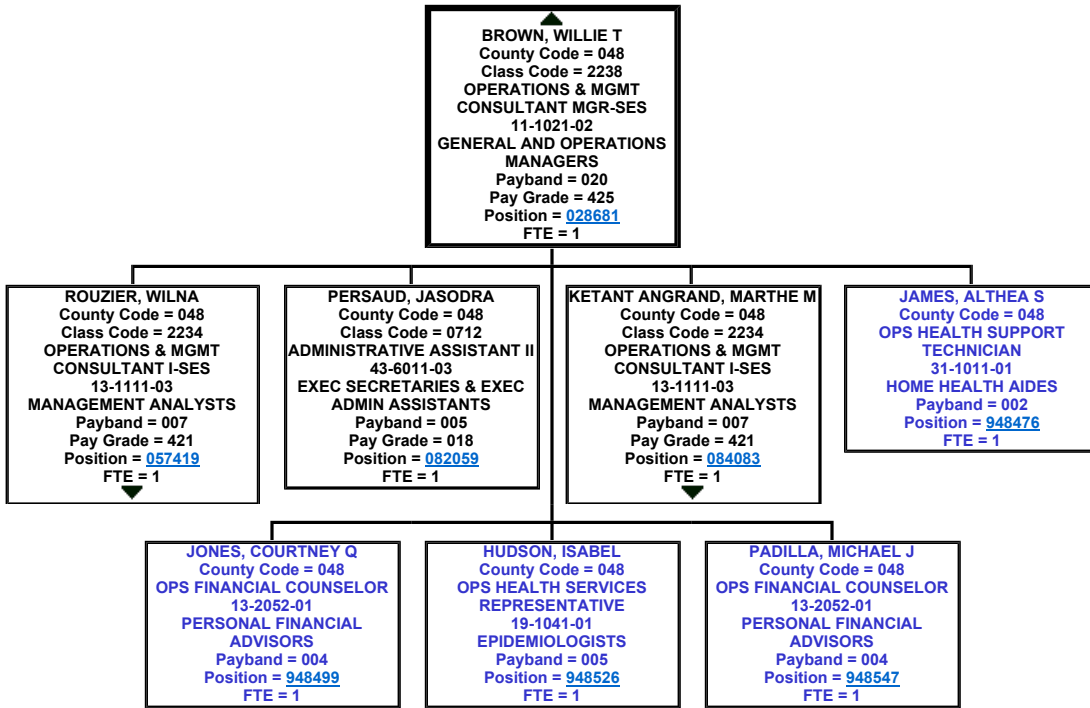 BROWN, WILLIE T
County Code = 048
Class Code = 2238
OPERATIONS & MGMT
CONSULTANT MGR-SES
11-1021-02
GENERAL AND OPERATIONS
MANAGERS
Payband = 020
Pay Grade = 425
Position = 028681
FTE = 1
ROUZIER, WILNA
County Code = 048
Class Code = 2234
OPERATIONS & MGMT
CONSULTANT I-SES
13-1111-03
MANAGEMENT ANALYSTS
Payband = 007
Pay Grade = 421
Position = 057419
FTE = 1
PERSAUD, JASODRA
County Code = 048
Class Code = 0712
ADMINISTRATIVE ASSISTANT II
43-6011-03
EXEC SECRETARIES & EXEC
ADMIN ASSISTANTS
Payband = 005
Pay Grade = 018
Position = 082059
FTE = 1
KETANT ANGRAND, MARTHE M
County Code = 048
Class Code = 2234
OPERATIONS & MGMT
CONSULTANT I-SES
13-1111-03
MANAGEMENT ANALYSTS
Payband = 007
Pay Grade = 421
Position = 084083
FTE = 1
JAMES, ALTHEA S
County Code = 048
OPS HEALTH SUPPORT
TECHNICIAN
31-1011-01
HOME HEALTH AIDES
Payband = 002
Position = 948476
FTE = 1
JONES, COURTNEY Q
County Code = 048
OPS FINANCIAL COUNSELOR
13-2052-01
PERSONAL FINANCIAL
ADVISORS
Payband = 004
Position = 948499
FTE = 1
HUDSON, ISABEL
County Code = 048
OPS HEALTH SERVICES
REPRESENTATIVE
19-1041-01
EPIDEMIOLOGISTS
Payband = 005
Position = 948526
FTE = 1
PADILLA, MICHAEL J
County Code = 048
OPS FINANCIAL COUNSELOR
13-2052-01
PERSONAL FINANCIAL
ADVISORS
Payband = 004
Position = 948547
FTE = 1